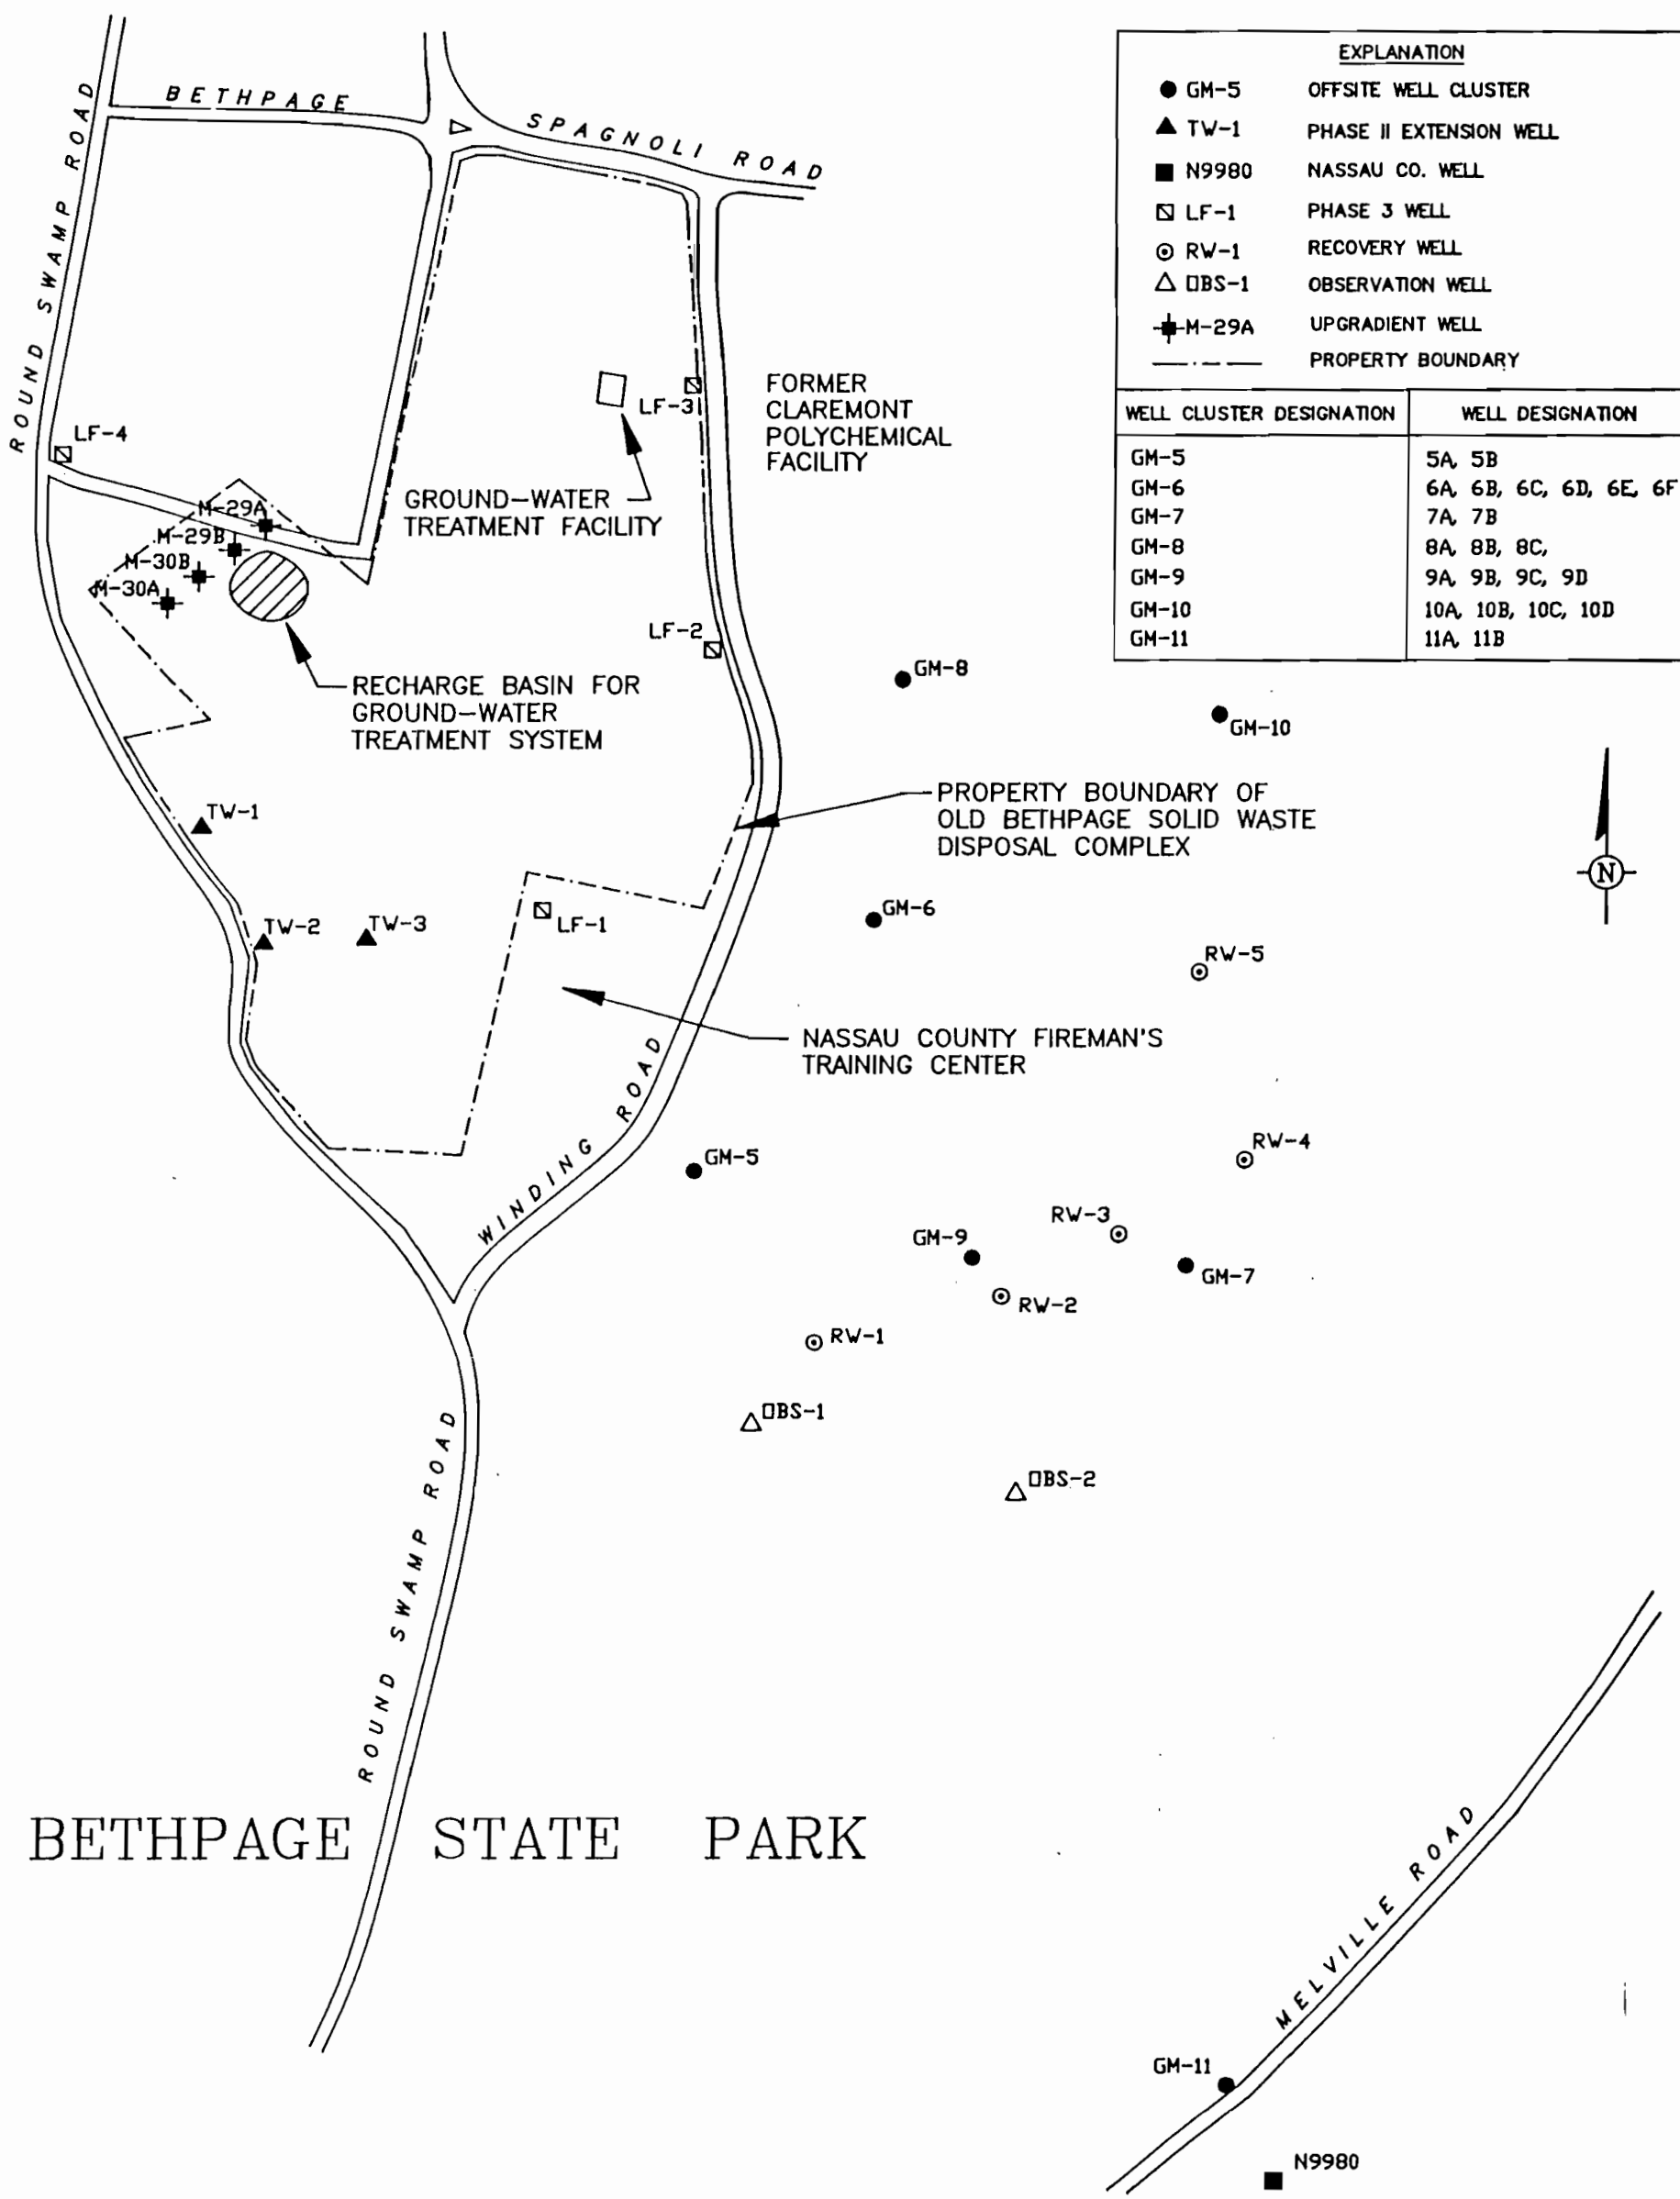 EXPLANATION
GM-5 OFFSITE WELL CLUSTER
TW-1 PHASE II EXTENSION WELL
N9980 NASSAU CO. WELL
LF-1 PHASE 3 WELL
RW-1 RECOVERY WELL
OBS-1 OBSERVATION WELL
M-29A UPGRADIENT WELL
PROPERTY BOUNDARY
WELL CLUSTER DESIGNATION WELL DESIGNATION
GM-5 5A, 5B
GM-6 6A, 6B, 6C, 6D, 6E, 6F
GM-7 7A, 7B
GM-8 8A, 8B, 8C,
GM-9 9A, 9B, 9C, 9D
GM-10 10A, 10B, 10C, 10D
GM-11 11A, 11B
BETHPAGE
SPAGNOLI ROAD
ROUND SWAMP ROAD
LF-3
FORMER
CLAREMONT
POLYCHEMICAL
FACILITY
LF-4
GROUND-WATER
TREATMENT FACILITY
M-29A
M-29B
M-30B
M-30A
LF-2
GM-8
RECHARGE BASIN FOR
GROUND-WATER
TREATMENT SYSTEM
GM-10
PROPERTY BOUNDARY OF
OLD BETHPAGE SOLID WASTE
DISPOSAL COMPLEX
TW-1
N
GM-6
TW-2
TW-3
LF-1
RW-5
NASSAU COUNTY FIREMAN'S
TRAINING CENTER
WINDING ROAD
GM-5
RW-4
RW-3
GM-9
GM-7
RW-2
RW-1
OBS-1
OBS-2
ROUND SWAMP ROAD
BETHPAGE STATE PARK
MELVILLE ROAD
GM-11
N9980